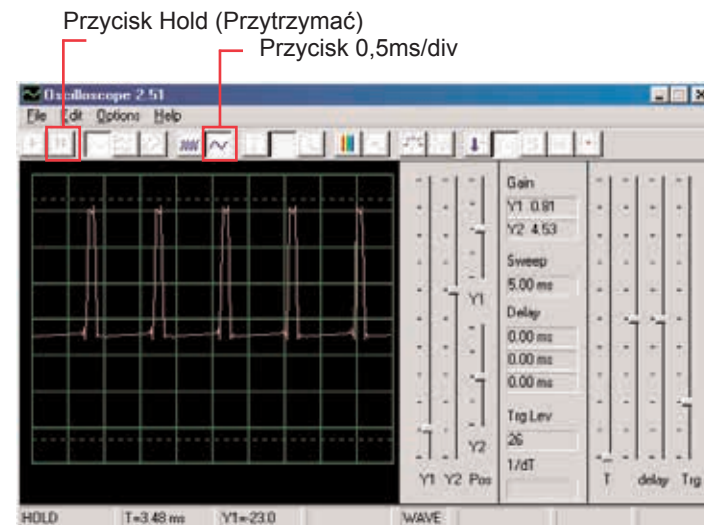 Przycisk Hold (Przytrzymać)
Przycisk 0,5ms/div
Oscilloscope 2.51
File Edit Options Help
Gain
Y1 0.81
Y2 4.53
Sweep
5.00 ms
Delay
0.00 ms
0.00 ms
0.00 ms
Trg Lev
26
1/dT
Y1
Y2
Y1 Y2 Pos
T delay Trg
HOLD T=3.48 ms Y1=-23.0 WAVE